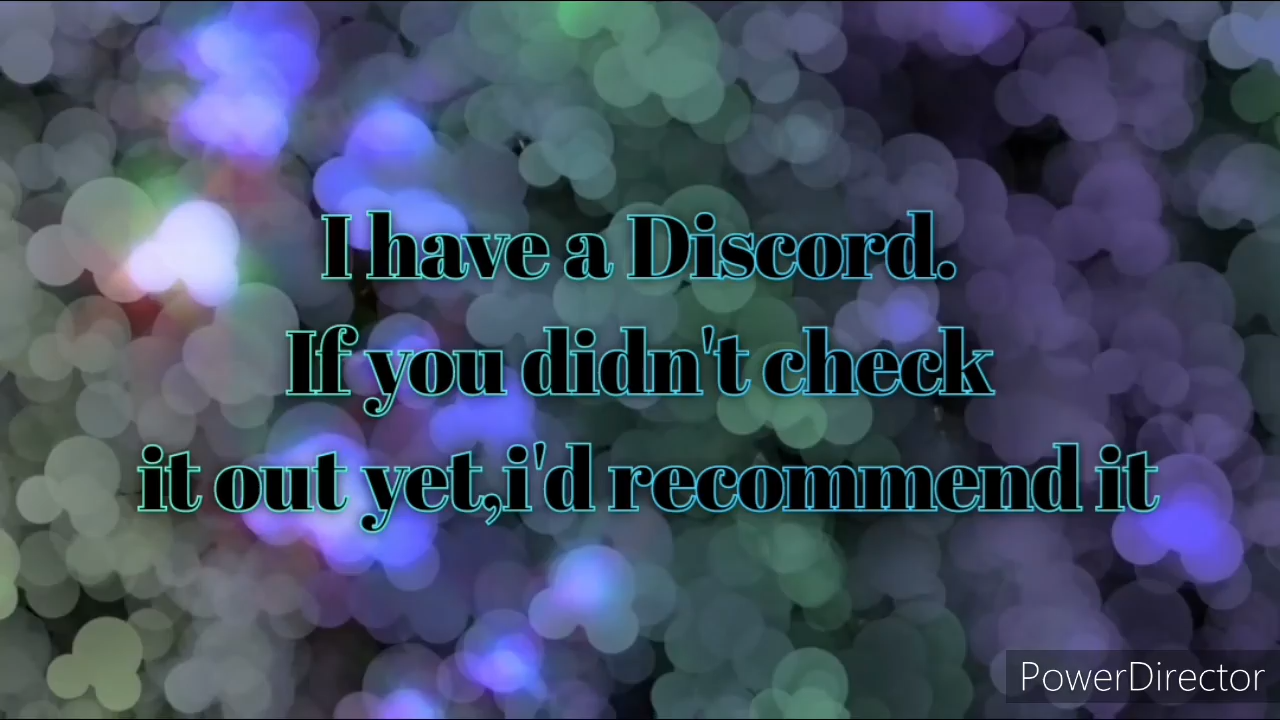 I have a Discord.
If you didn't check
it out yet,i'd recommend it
PowerDirector